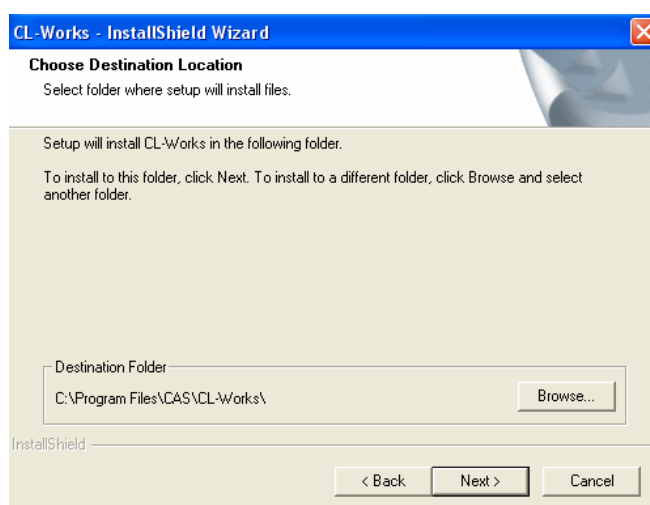 CL-Works - InstallShield Wizard
Choose Destination Location
Select folder where setup will install files.
Setup will install CL-Works in the following folder.
To install to this folder, click Next. To install to a different folder, click Browse and select
another folder.
Destination Folder
C:\Program Files\CAS\CL-Works\
Browse...
InstallShield
< Back
Next >
Cancel